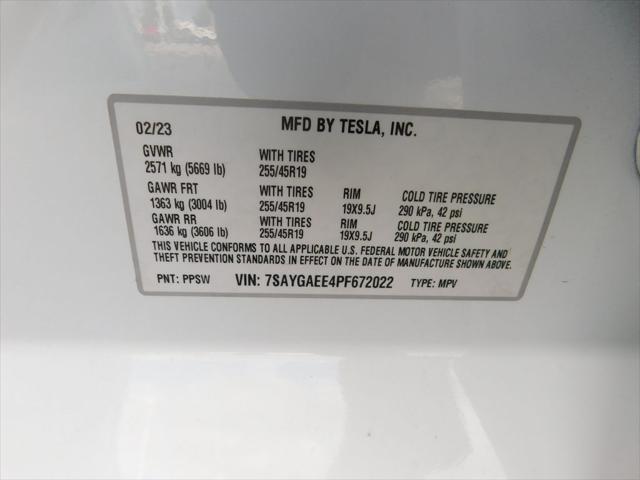 02/23 MFD BY TESLA, INC.
GVWR WITH TIRES
2571 kg (5669 lb) 255/45R19
GAWR FRT WITH TIRES RIM COLD TIRE PRESSURE
1363 kg (3004 lb) 255/45R19 19X9.5J 290 kPa, 42 psi
GAWR RR WITH TIRES RIM COLD TIRE PRESSURE
1636 kg (3606 lb) 255/45R19 19X9.5J 290 kPa, 42 psi
THIS VEHICLE CONFORMS TO ALL APPLICABLE U.S. FEDERAL MOTOR VEHICLE SAFETY AND
THEFT PREVENTION STANDARDS IN EFFECT ON THE DATE OF MANUFACTURE SHOWN ABOVE.
PNT: PPSW VIN: 7SAYGAEE4PF672022 TYPE: MPV